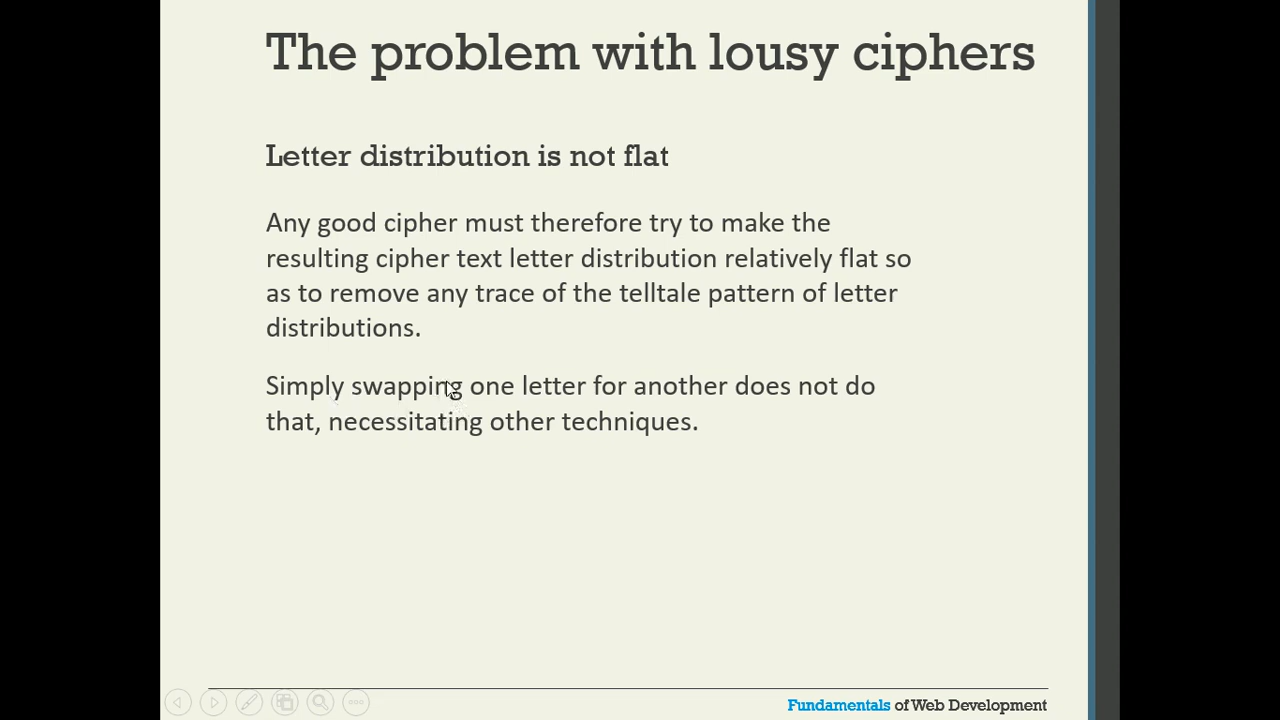 The problem with lousy ciphers
Letter distribution is not flat
Any good cipher must therefore try to make the
resulting cipher text letter distribution relatively flat so
as to remove any trace of the telltale pattern of letter
distributions.
Simply swapping one letter for another does not do
that, necessitating other techniques.
Fundamentals of Web Development